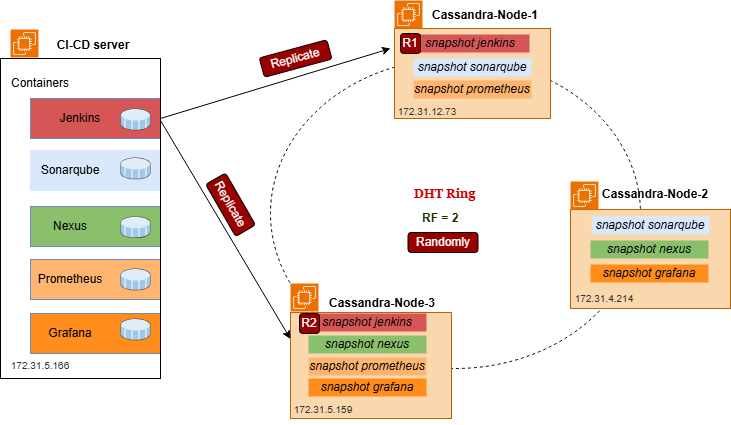 CI-CD server
Containers
Jenkins
Sonarqube
Nexus
Prometheus
Grafana
172.31.5.166
Replicate
Replicate
Cassandra-Node-1
R1 snapshot jenkins
snapshot sonarqube
snapshot prometheus
172.31.12.73
DHT Ring
RF = 2
Randomly
Cassandra-Node-2
snapshot sonarqube
snapshot nexus
snapshot grafana
172.31.4.214
Cassandra-Node-3
R2 snapshot jenkins
snapshot nexus
snapshot prometheus
snapshot grafana
172.31.5.159